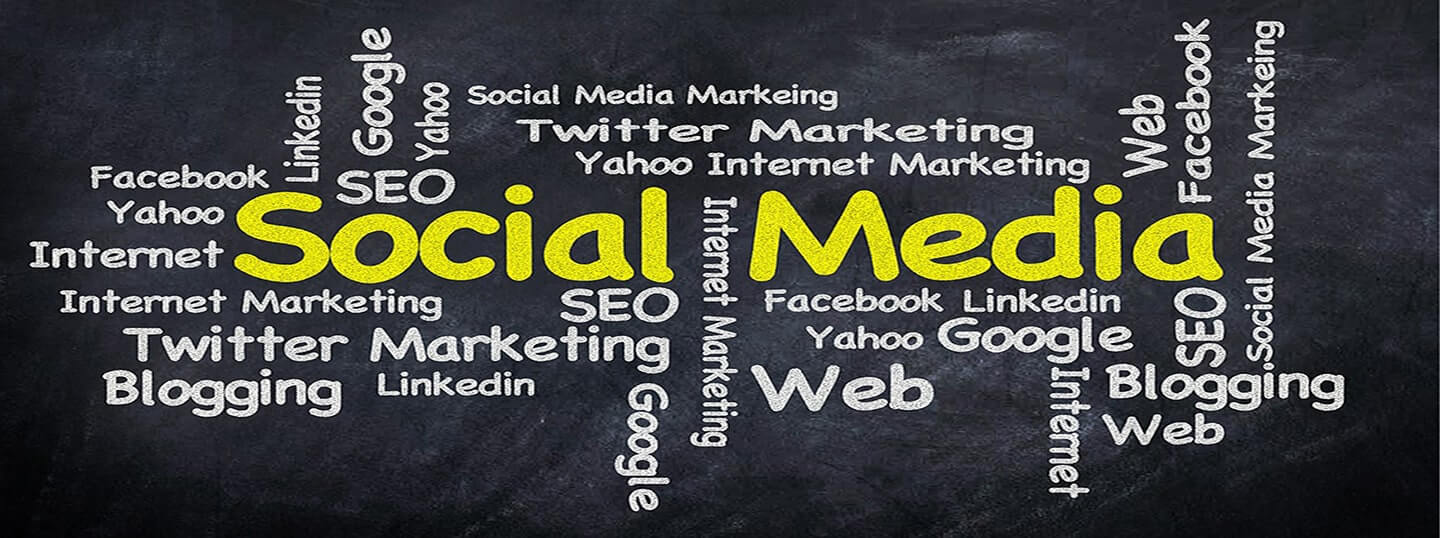 Google
Linkedin
Yahoo
Social Media Markeing
Twitter Marketing
Yahoo Internet Marketing
Web
Facebook
Social Media Markeing
Facebook
SEO
Yahoo
Internet
Social Media
Internet Marketing
Internet Marketing
SEO
Facebook Linkedin
SEO
Twitter Marketing
Yahoo Google
Blogging
Linkedin
Google
Web
Internet
Blogging
Web